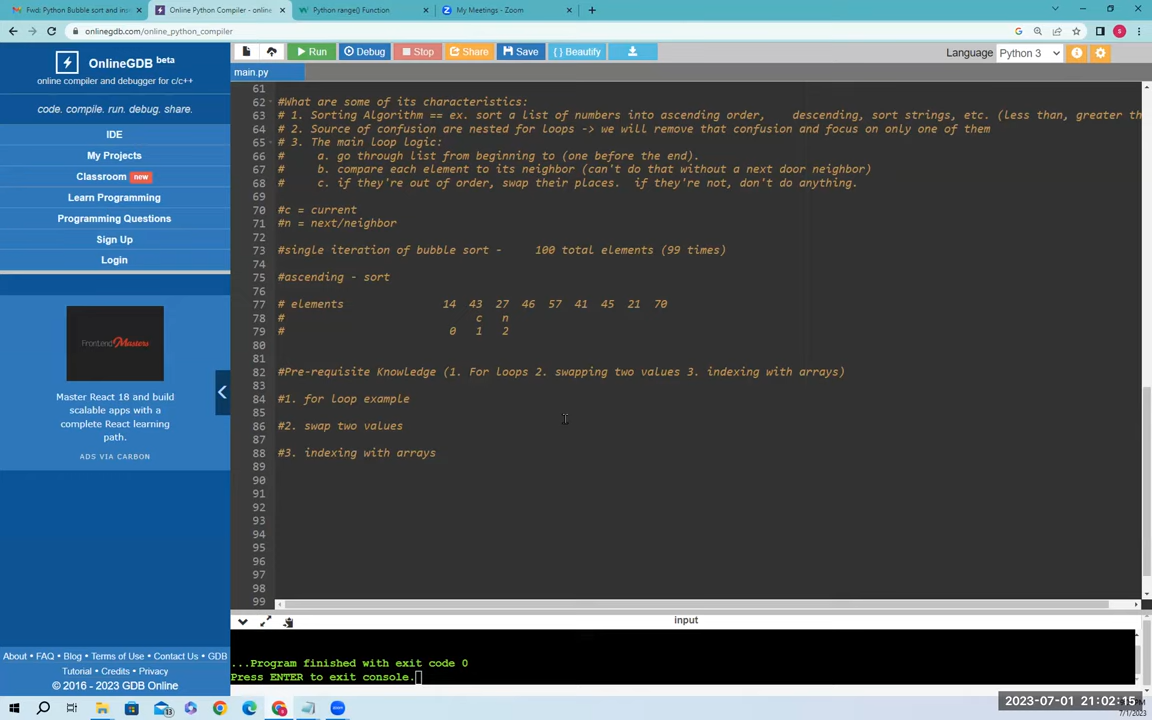 Fwd: Python Bubble sort and ins
Online Python Compiler - online
Python range() Function
My Meetings - Zoom
onlinegdb.com/online_python_compiler
OnlineGDB beta
online compiler and debugger for c/c++
code. compile. run. debug. share.
IDE
My Projects
Classroom new
Learn Programming
Programming Questions
Sign Up
Login
Frontend Masters
Master React 18 and build
scalable apps with a
complete React learning
path.
ADS VIA CARBON
About • FAQ • Blog • Terms of Use • Contact Us • GDB
Tutorial • Credits • Privacy
© 2016 - 2023 GDB Online
Run Debug Stop Share Save { } Beautify
Language Python 3
main.py
61
62 #What are some of its characteristics:
63 # 1. Sorting Algorithm == ex. sort a list of numbers into ascending order, descending, sort strings, etc. (less than, greater th
64 # 2. Source of confusion are nested for loops -> we will remove that confusion and focus on only one of them
65 # 3. The main loop logic:
66 # a. go through list from beginning to (one before the end).
67 # b. compare each element to its neighbor (can't do that without a next door neighbor)
68 # c. if they're out of order, swap their places. if they're not, don't do anything.
69
70 #c = current
71 #n = next/neighbor
72
73 #single iteration of bubble sort - 100 total elements (99 times)
74
75 #ascending - sort
76
77 # elements 14 43 27 46 57 41 45 21 70
78 # c n
79 # 0 1 2
80
81
82 #Pre-requisite Knowledge (1. For loops 2. swapping two values 3. indexing with arrays)
83
84 #1. for loop example
85
86 #2. swap two values
87
88 #3. indexing with arrays
89
90
91
92
93
94
95
96
97
98
99
input
...Program finished with exit code 0
Press ENTER to exit console.
2023-07-01 21:02:15
7/1/2023